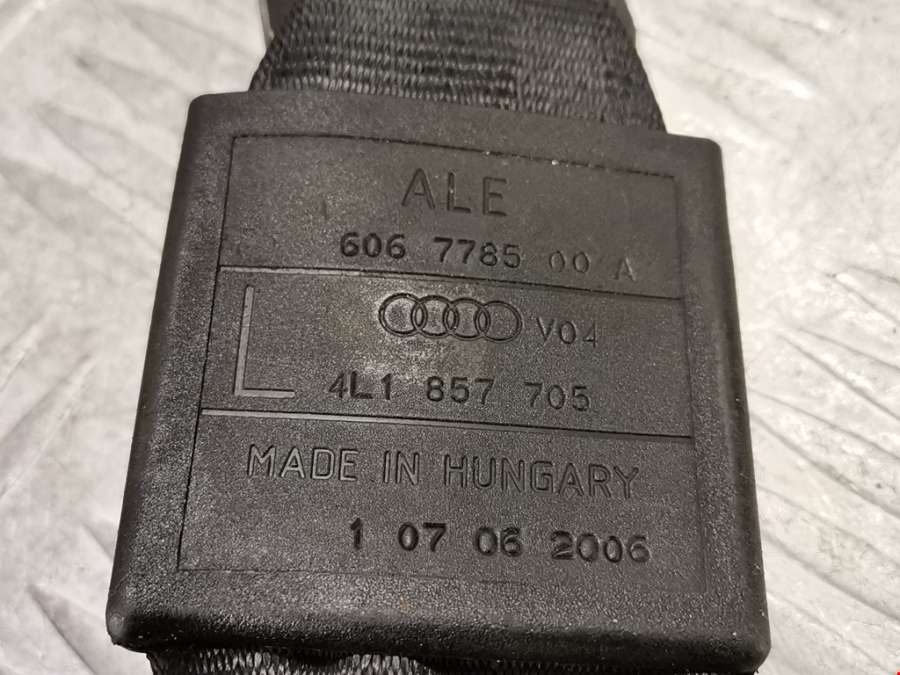 ALE
606 7785 00 A
V04
L
4L1 857 705
MADE IN HUNGARY
1 07 06 2006